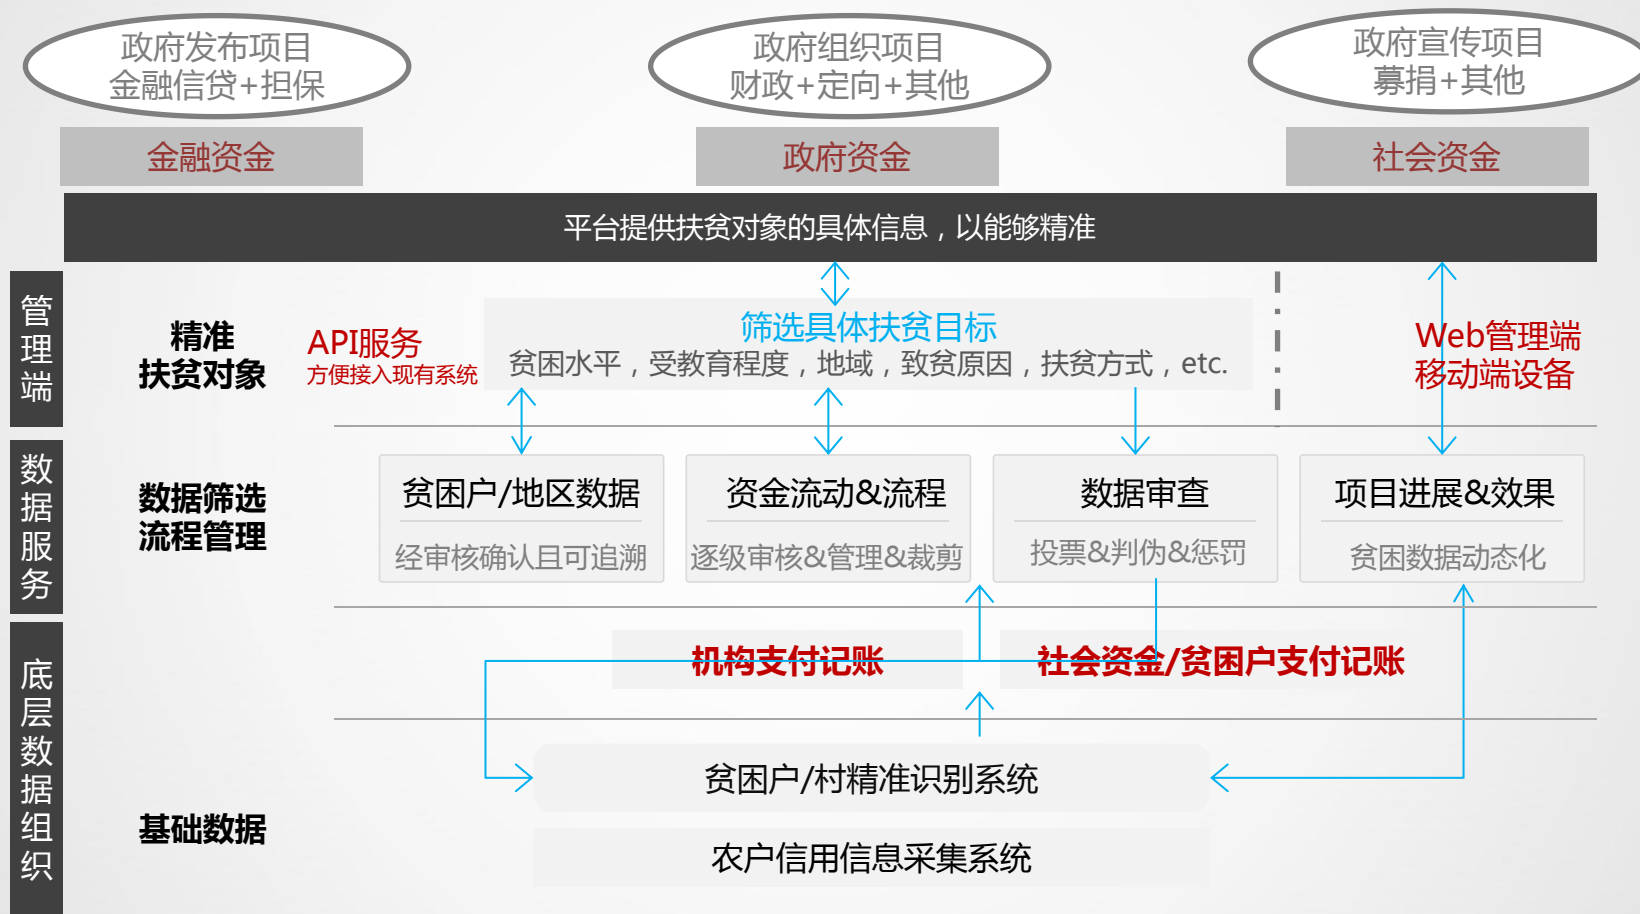 政府发布项目
金融信贷+担保
政府组织项目
财政+定向+其他
政府宣传项目
募捐+其他
金融资金
政府资金
社会资金
平台提供扶贫对象的具体信息，以能够精准
管理端
精准
扶贫对象
API服务
方便接入现有系统
筛选具体扶贫目标
贫困水平，受教育程度，地域，致贫原因，扶贫方式，etc.
Web管理端
移动端设备
数据服务
数据筛选
流程管理
贫困户/地区数据
经审核确认且可追溯
资金流动&流程
逐级审核&管理&裁剪
数据审查
投票&判伪&惩罚
项目进展&效果
贫困数据动态化
底层数据组织
机构支付记账
社会资金/贫困户支付记账
基础数据
贫困户/村精准识别系统
农户信用信息采集系统